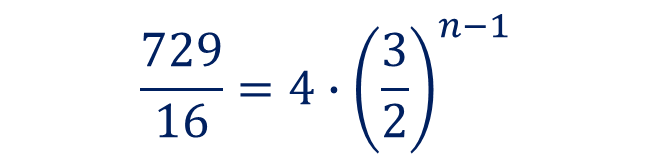 729/16 = 4 · (3/2)^{n−1}